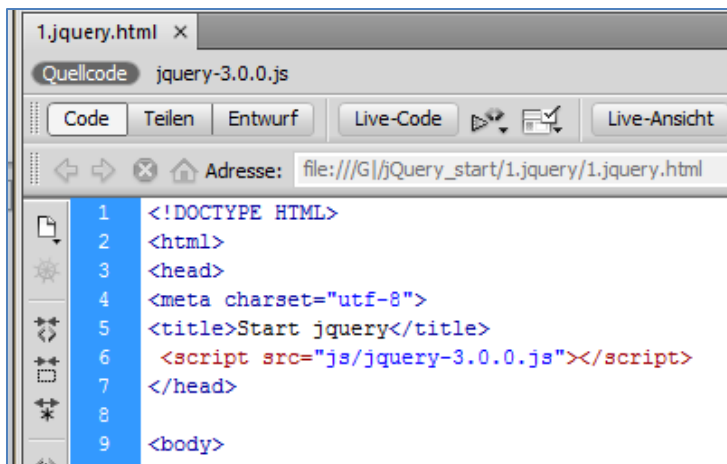 1.jquery.html ×
Quellcode jquery-3.0.0.js
Code Teilen Entwurf Live-Code Live-Ansicht
Adresse: file:///G|/jQuery_start/1.jquery/1.jquery.html
1 <!DOCTYPE HTML>
2 <html>
3 <head>
4 <meta charset="utf-8">
5 <title>Start jquery</title>
6 <script src="js/jquery-3.0.0.js"></script>
7 </head>
8
9 <body>